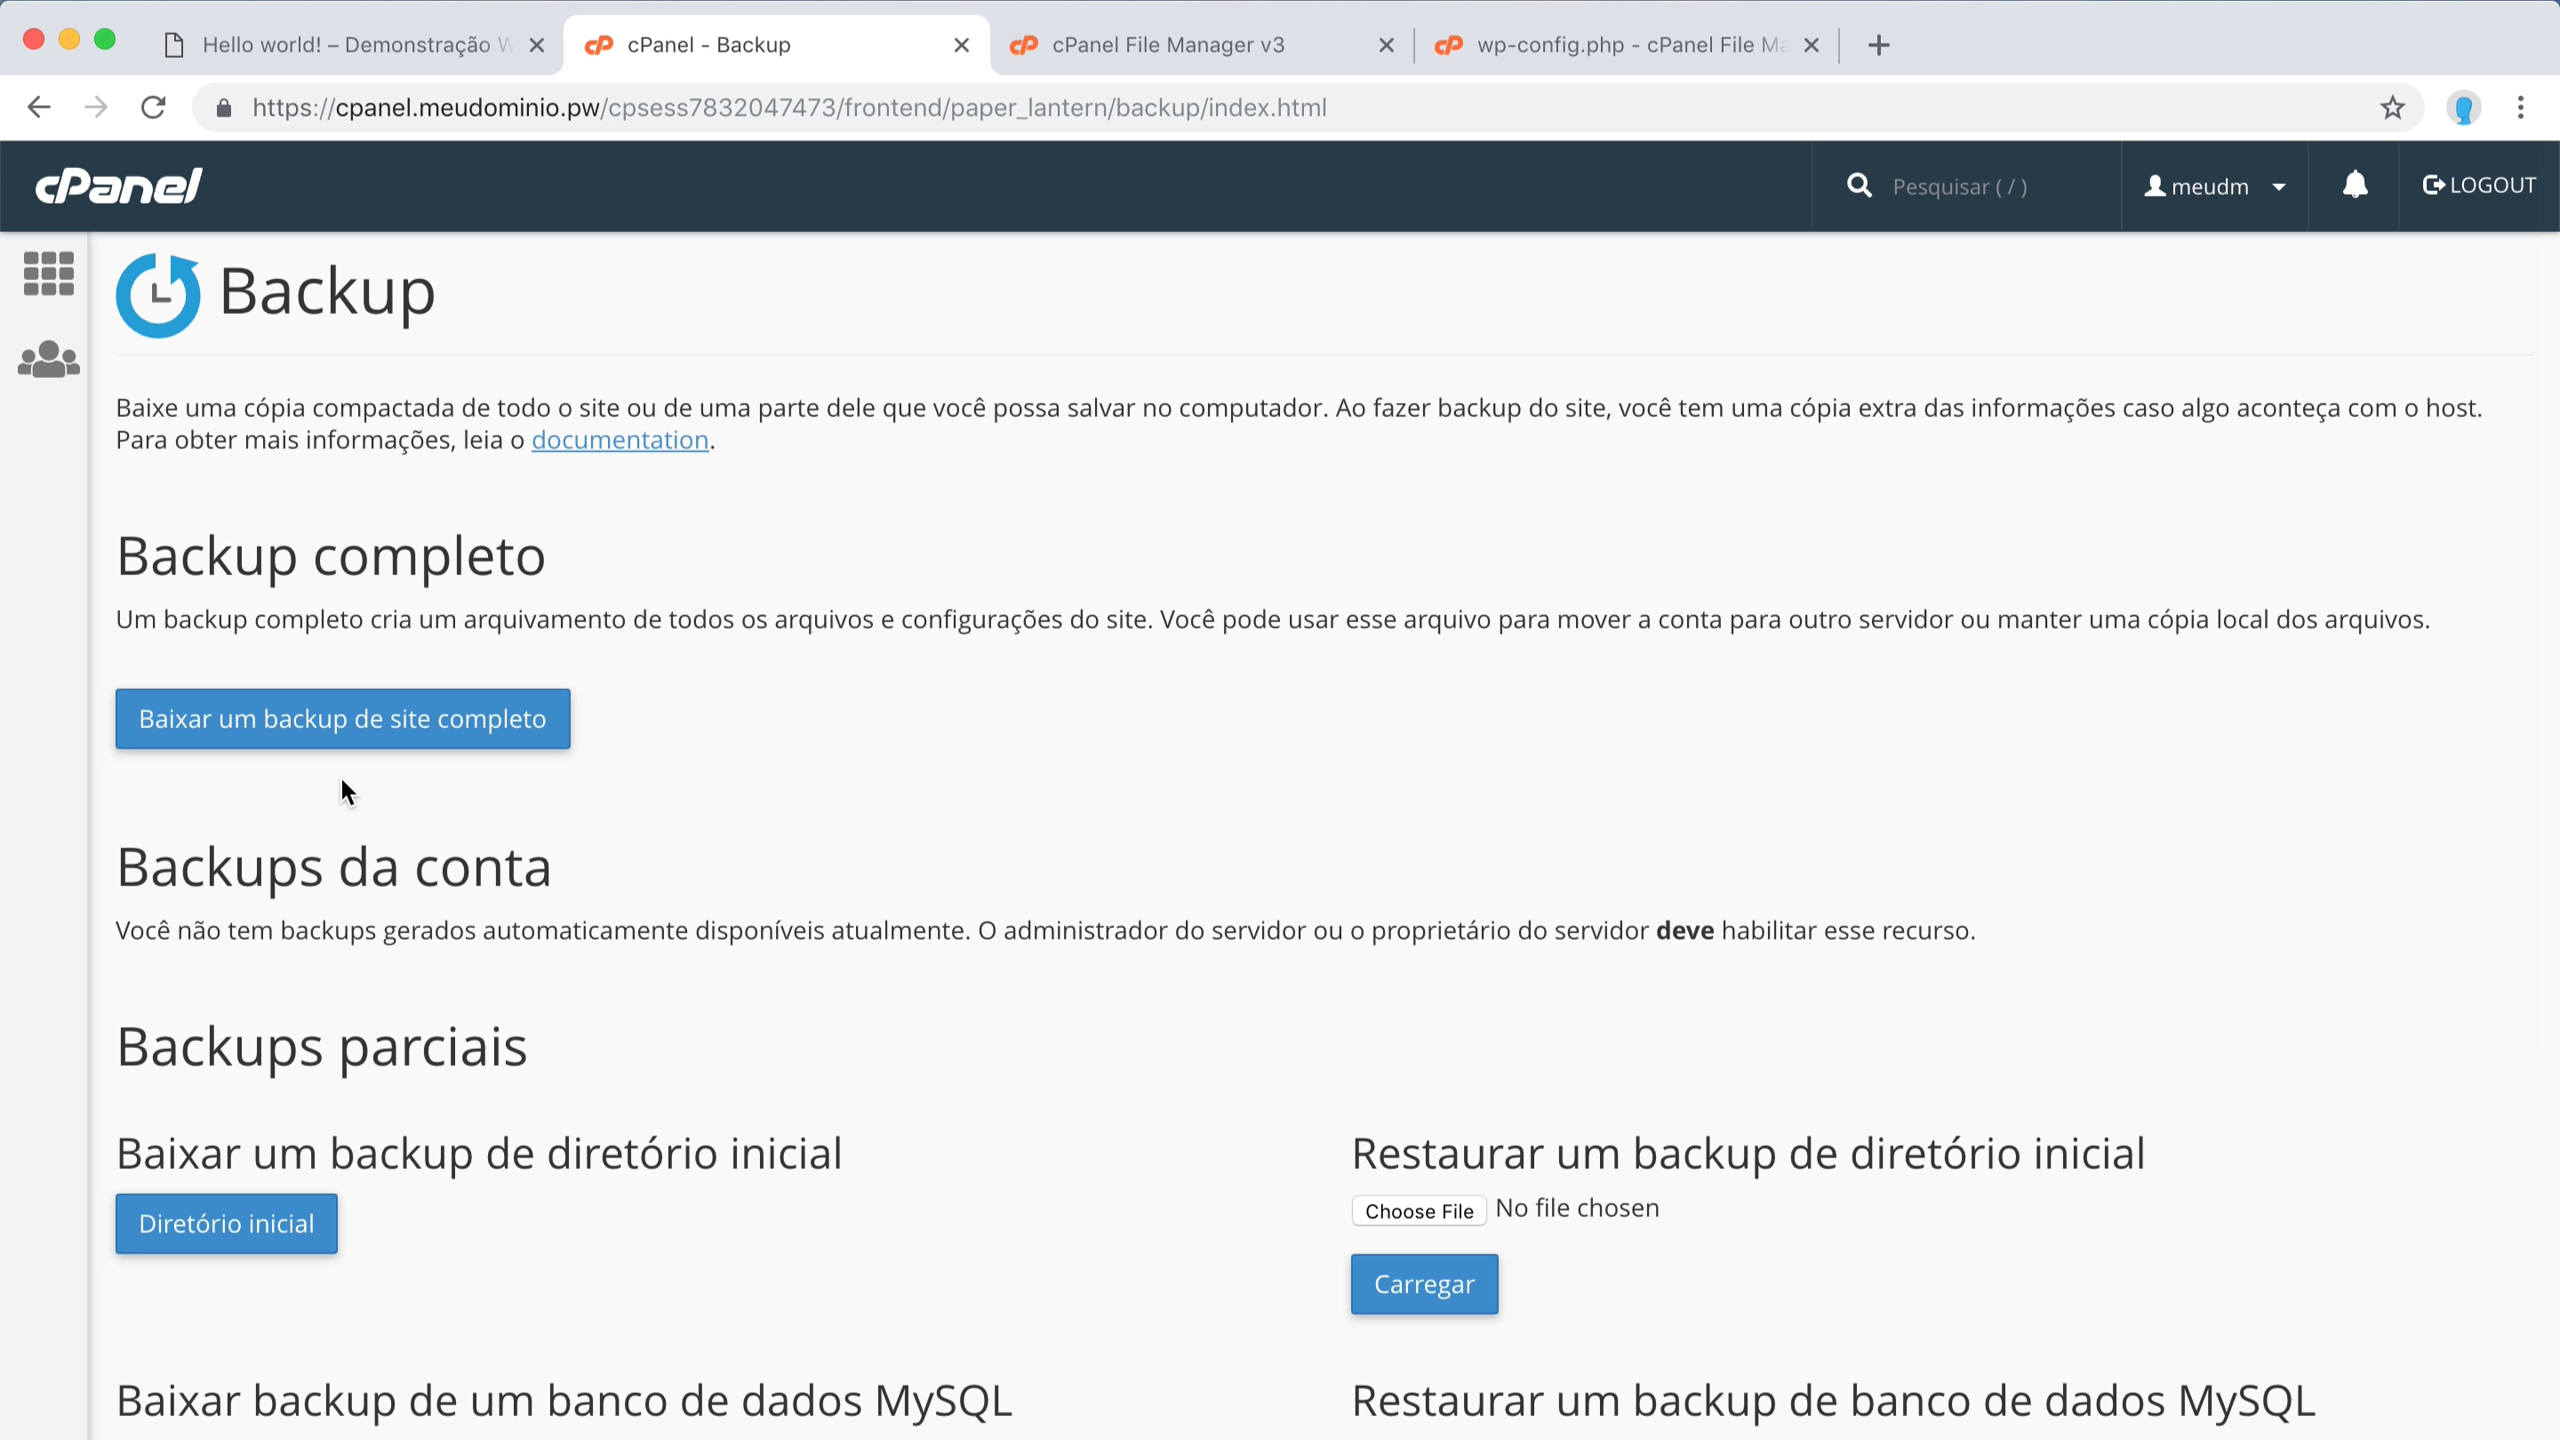 Hello world! – Demonstração W
cPanel - Backup
cPanel File Manager v3
wp-config.php - cPanel File Ma
https://cpanel.meudominio.pw/cpsess7832047473/frontend/paper_lantern/backup/index.html
cPanel
Pesquisar ( / )
meudm
LOGOUT
Backup
Baixe uma cópia compactada de todo o site ou de uma parte dele que você possa salvar no computador. Ao fazer backup do site, você tem uma cópia extra das informações caso algo aconteça com o host.
Para obter mais informações, leia o documentation.
Backup completo
Um backup completo cria um arquivamento de todos os arquivos e configurações do site. Você pode usar esse arquivo para mover a conta para outro servidor ou manter uma cópia local dos arquivos.
Baixar um backup de site completo
Backups da conta
Você não tem backups gerados automaticamente disponíveis atualmente. O administrador do servidor ou o proprietário do servidor deve habilitar esse recurso.
Backups parciais
Baixar um backup de diretório inicial
Diretório inicial
Restaurar um backup de diretório inicial
Choose File No file chosen
Carregar
Baixar backup de um banco de dados MySQL
Restaurar um backup de banco de dados MySQL